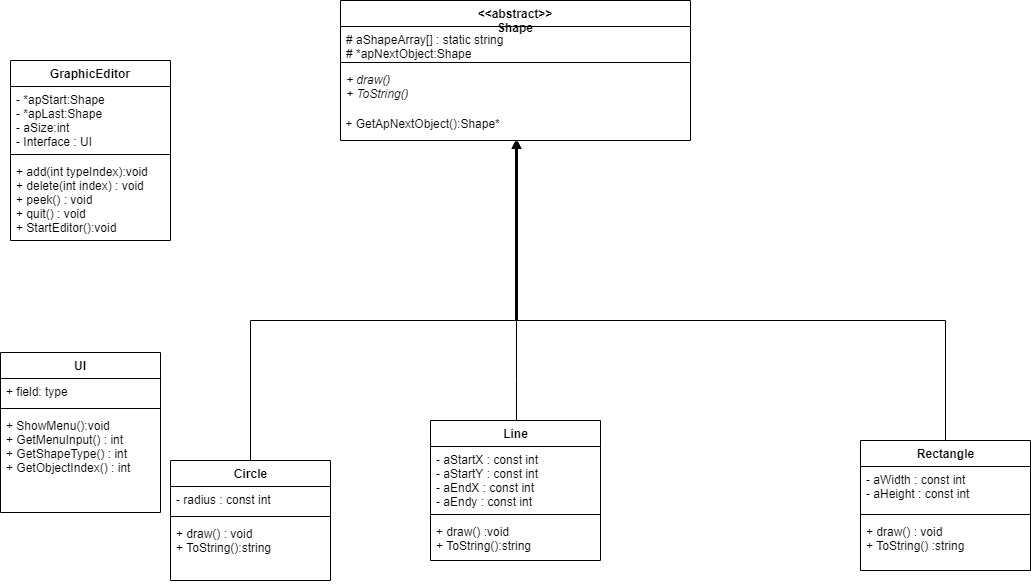 <<abstract>>
Shape
# aShapeArray[] : static string
# *apNextObject:Shape
+ draw()
+ ToString()
+ GetApNextObject():Shape*
GraphicEditor
- *apStart:Shape
- *apLast:Shape
- aSize:int
- Interface : UI
+ add(int typeIndex):void
+ delete(int index) : void
+ peek() : void
+ quit() : void
+ StartEditor():void
UI
+ field: type
+ ShowMenu():void
+ GetMenuInput() : int
+ GetShapeType() : int
+ GetObjectIndex() : int
Circle
- radius : const int
+ draw() : void
+ ToString():string
Line
- aStartX : const int
- aStartY : const int
- aEndX : const int
- aEndy : const int
+ draw() :void
+ ToString():string
Rectangle
- aWidth : const int
- aHeight : const int
+ draw() : void
+ ToString() :string